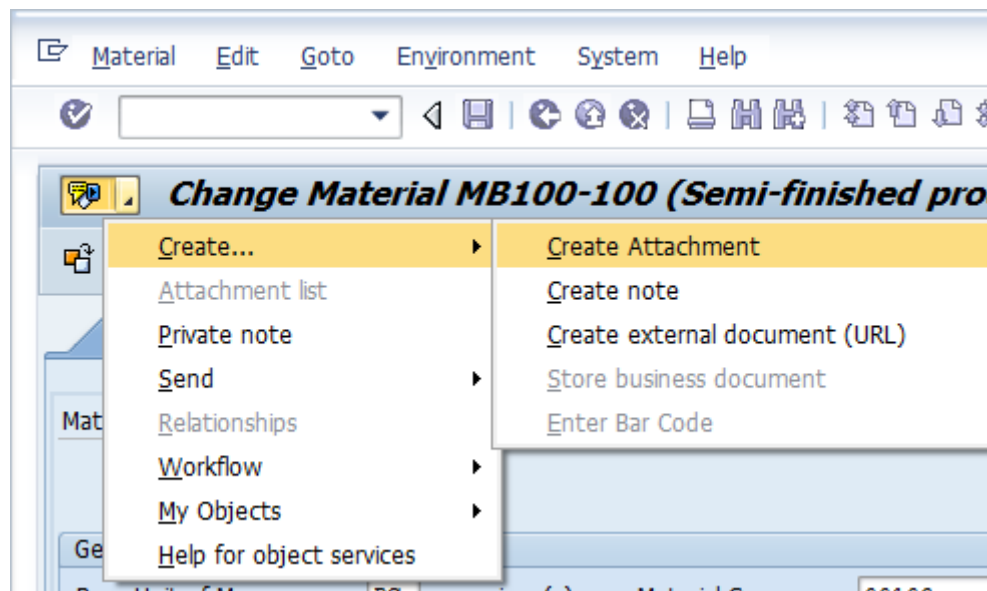 Material Edit Goto Environment System Help
Change Material MB100-100 (Semi-finished pro
Create... Create Attachment
Attachment list Create note
Private note Create external document (URL)
Send Store business document
Mat Relationships Enter Bar Code
Workflow
My Objects
Ge Help for object services